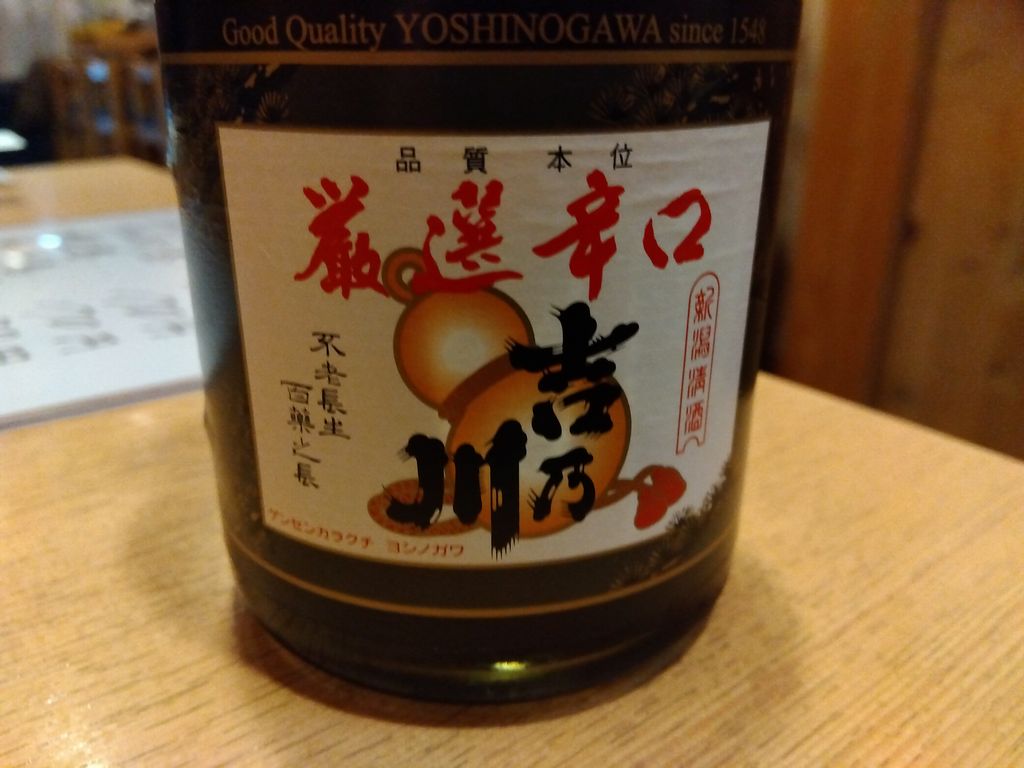 Good Quality YOSHINOGAWA since 1548
品質本位
厳選辛口
新潟清酒
吉乃川
不老長生
百薬之長
ゲンセンカラクチ ヨシノガワ